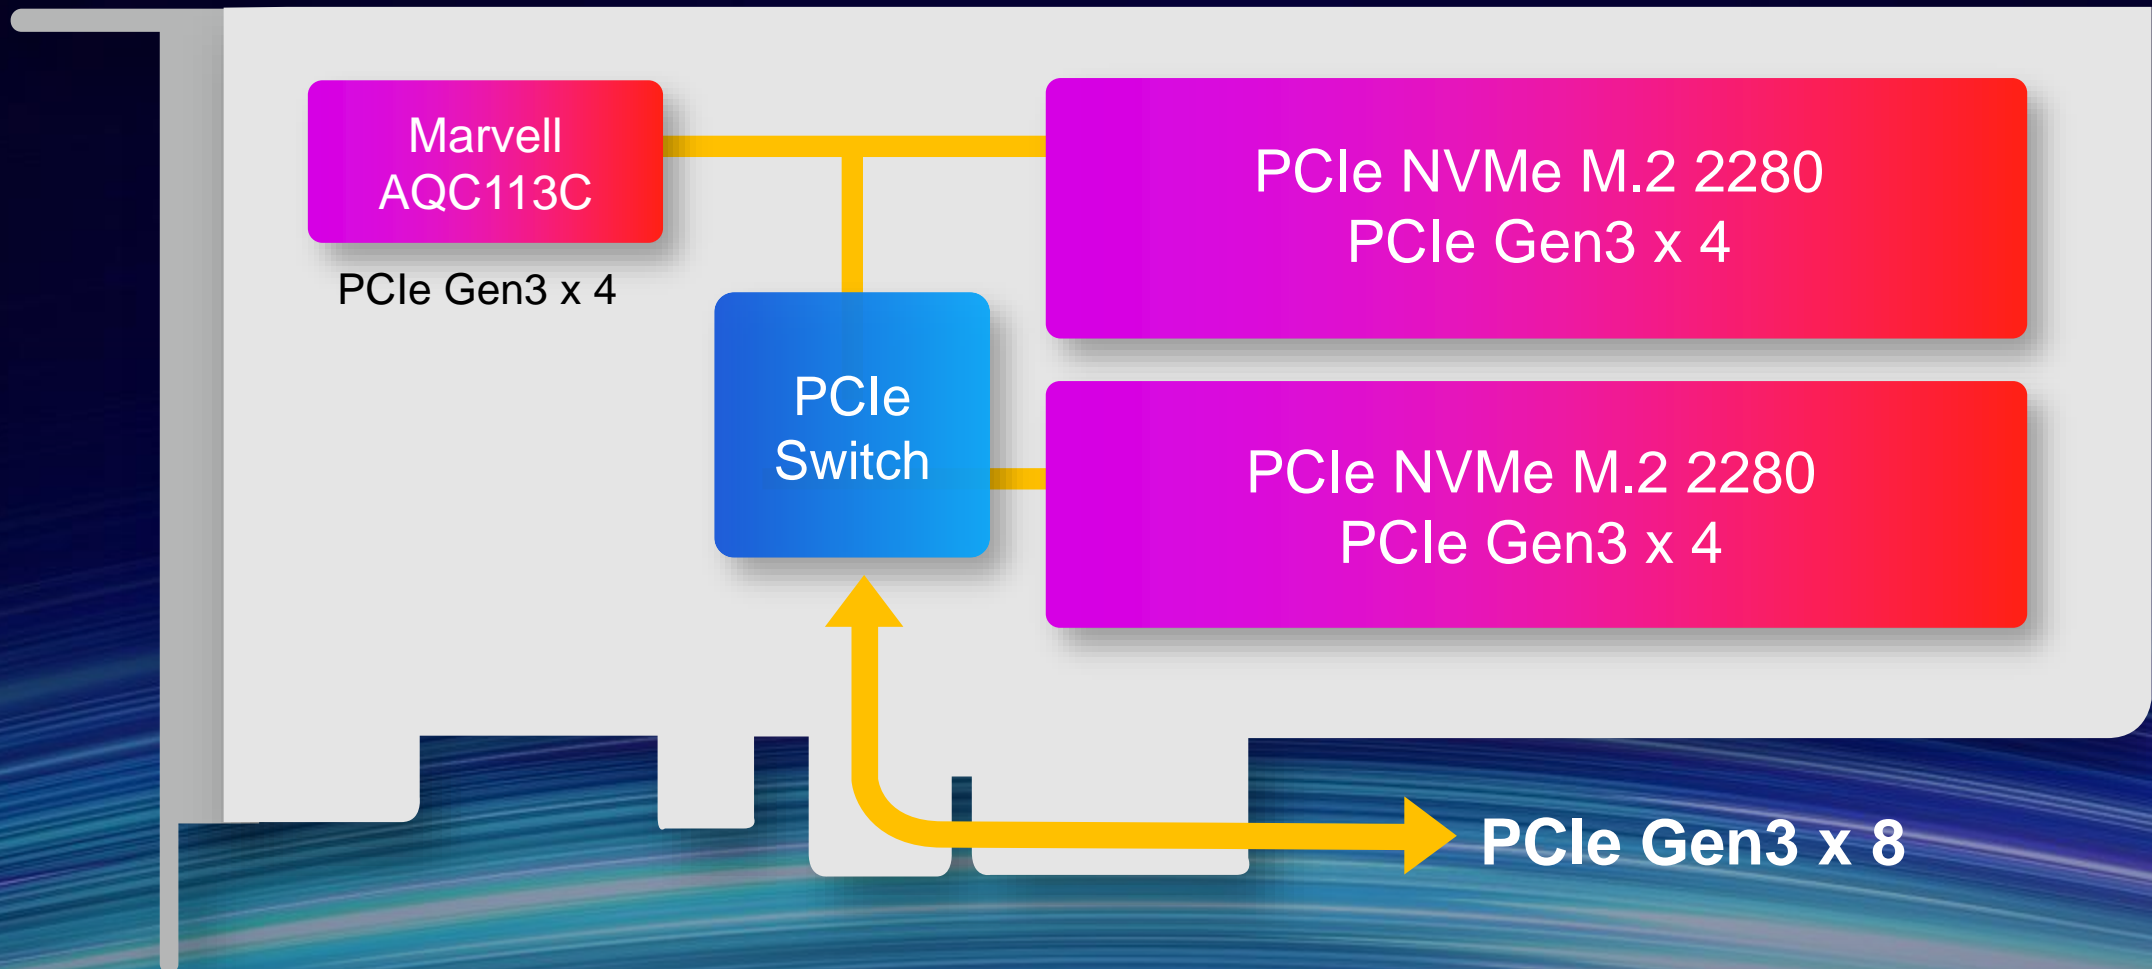 Marvell
AQC113C
PCIe Gen3 x 4
PCIe NVMe M.2 2280
PCIe Gen3 x 4
PCIe
Switch
PCIe NVMe M.2 2280
PCIe Gen3 x 4
PCIe Gen3 x 8